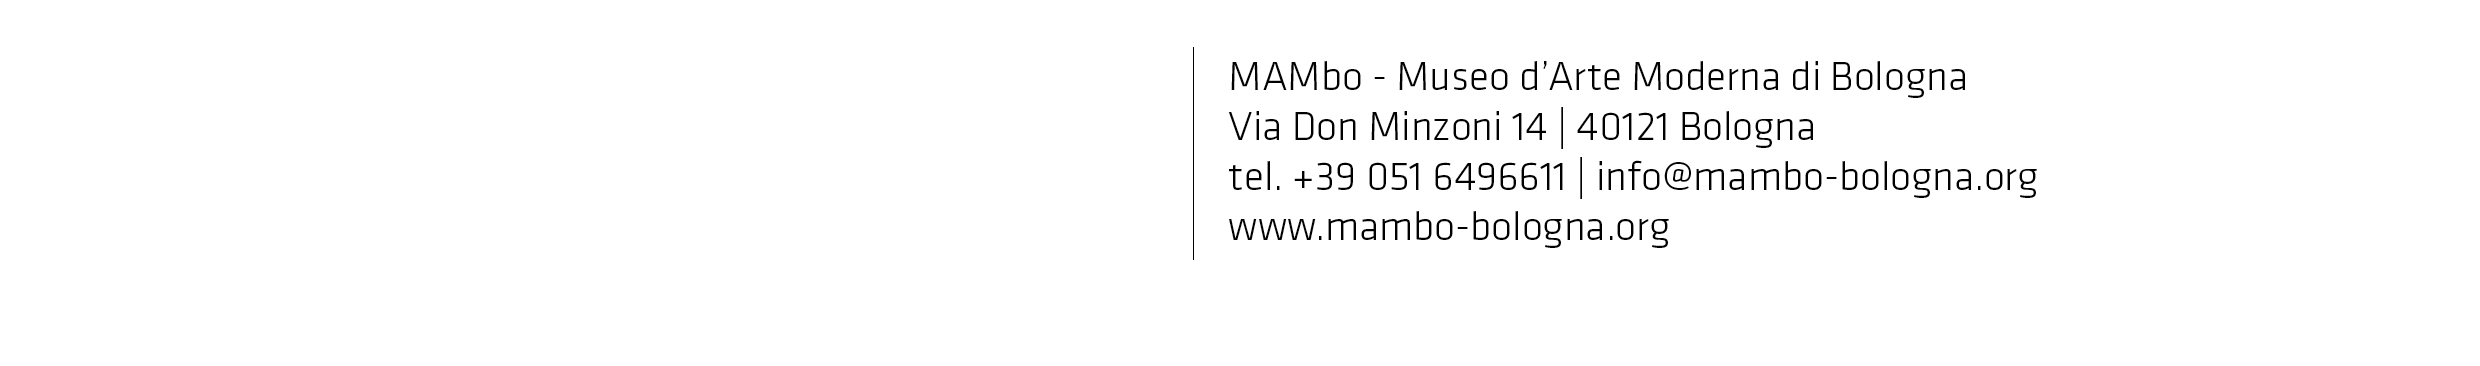 MAMbo - Museo d’Arte Moderna di Bologna
Via Don Minzoni 14 | 40121 Bologna
tel. +39 051 6496611 | info@mambo-bologna.org
www.mambo-bologna.org